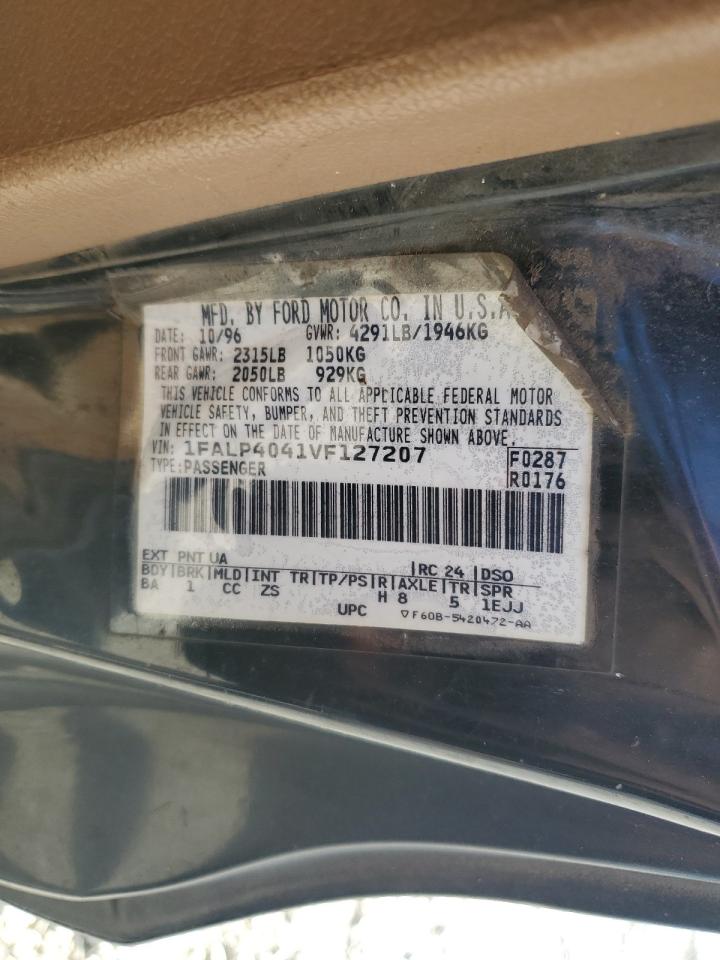 MFD. BY FORD MOTOR CO. IN U.S.A
DATE: 10/96 GVWR: 4291LB/1946KG
FRONT GAWR: 2315LB 1050KG
REAR GAWR: 2050LB 929KG
THIS VEHICLE CONFORMS TO ALL APPLICABLE FEDERAL MOTOR
VEHICLE SAFETY, BUMPER, AND THEFT PREVENTION STANDARDS
IN EFFECT ON THE DATE OF MANUFACTURE SHOWN ABOVE.
VIN: 1FALP4041VF127207 F0287
TYPE: PASSENGER R0176
EXT PNT UA RC 24 DSO
BDY BRK MLD INT TR TP/PS R AXLE TR SPR
BA 1 CC ZS H 8 5 1EJJ
UPC ▽F60B-5420472-AA